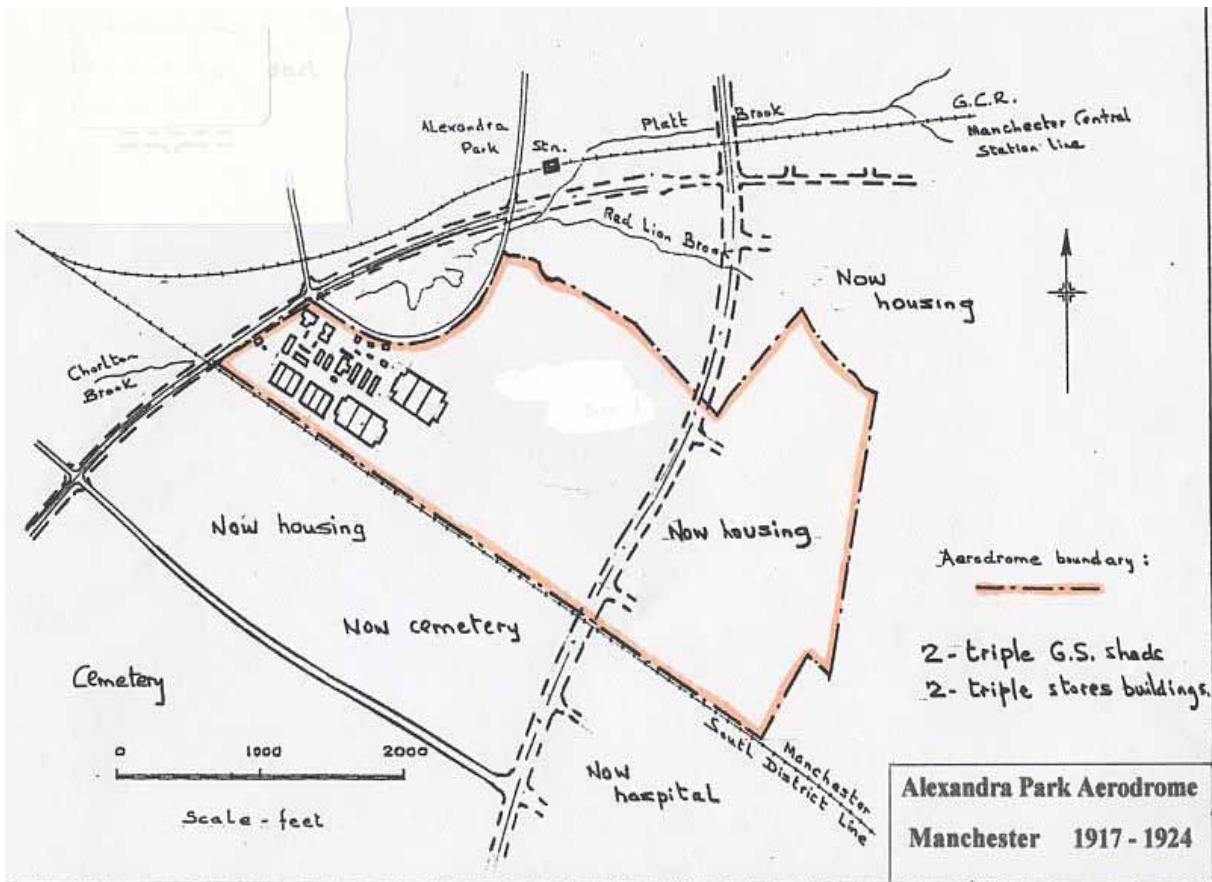 Alexandra
Park
Stn.
Platt Brook
G.C.R.
Manchester Central
Station line
Red Lion Brook
Now
housing
Chorlton
Brook
Now housing
Now housing
Aerodrome boundary :
Now cemetery
2 - triple G.S. sheds
2 - triple stores buildings.
Cemetery
0 1000 2000
Scale - feet
Now
hospital
Manchester
South District Line
Alexandra Park Aerodrome
Manchester 1917 - 1924